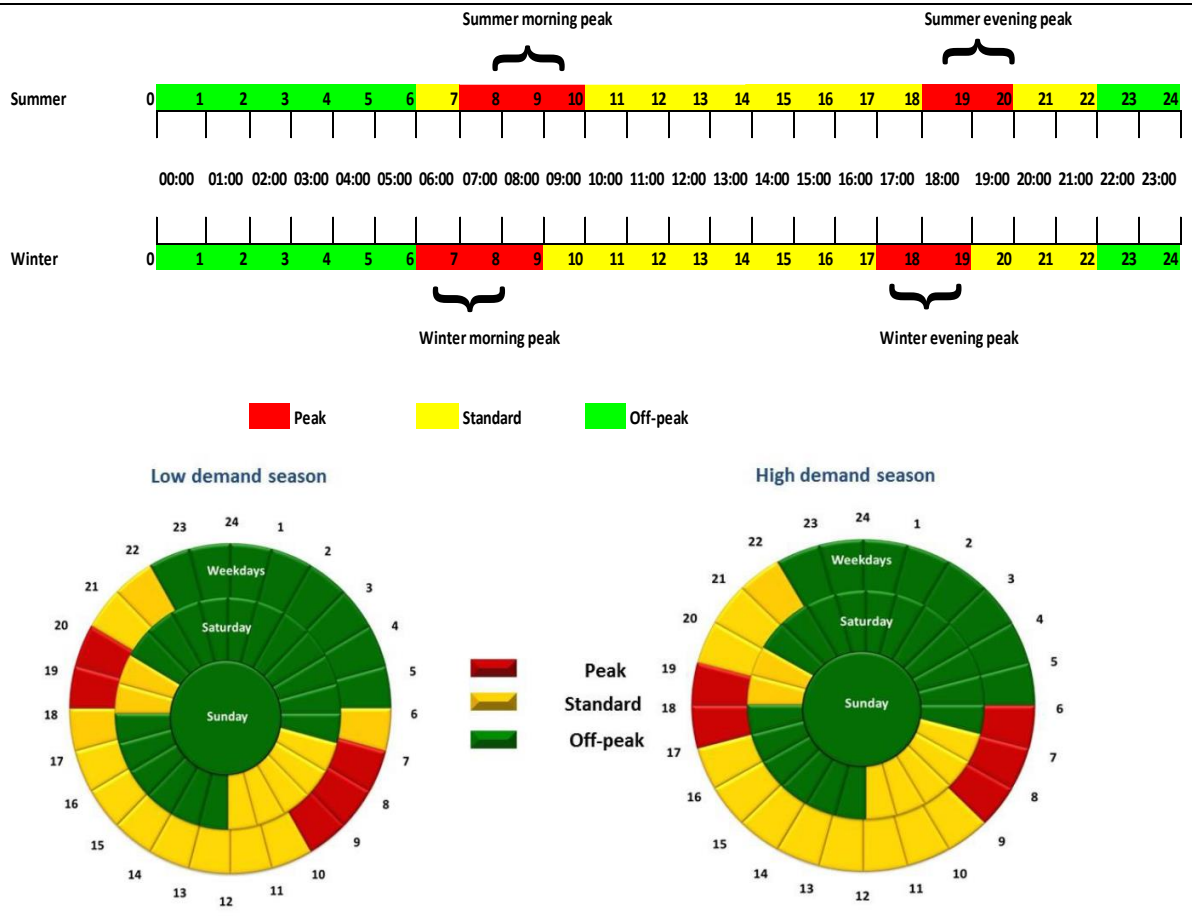 Summer morning peak Summer evening peak
Summer 0 1 2 3 4 5 6 7 8 9 10 11 12 13 14 15 16 17 18 19 20 21 22 23 24
00:00 01:00 02:00 03:00 04:00 05:00 06:00 07:00 08:00 09:00 10:00 11:00 12:00 13:00 14:00 15:00 16:00 17:00 18:00 19:00 20:00 21:00 22:00 23:00
Winter 0 1 2 3 4 5 6 7 8 9 10 11 12 13 14 15 16 17 18 19 20 21 22 23 24
Winter morning peak Winter evening peak
Peak Standard Off-peak
Low demand season
24 1 2 3 4 5 6 7 8 9 10 11 12 13 14 15 16 17 18 19 20 21 22 23
Weekdays
Saturday
Sunday
Peak
Standard
Off-peak
High demand season
24 1 2 3 4 5 6 7 8 9 10 11 12 13 14 15 16 17 18 19 20 21 22 23
Weekdays
Saturday
Sunday